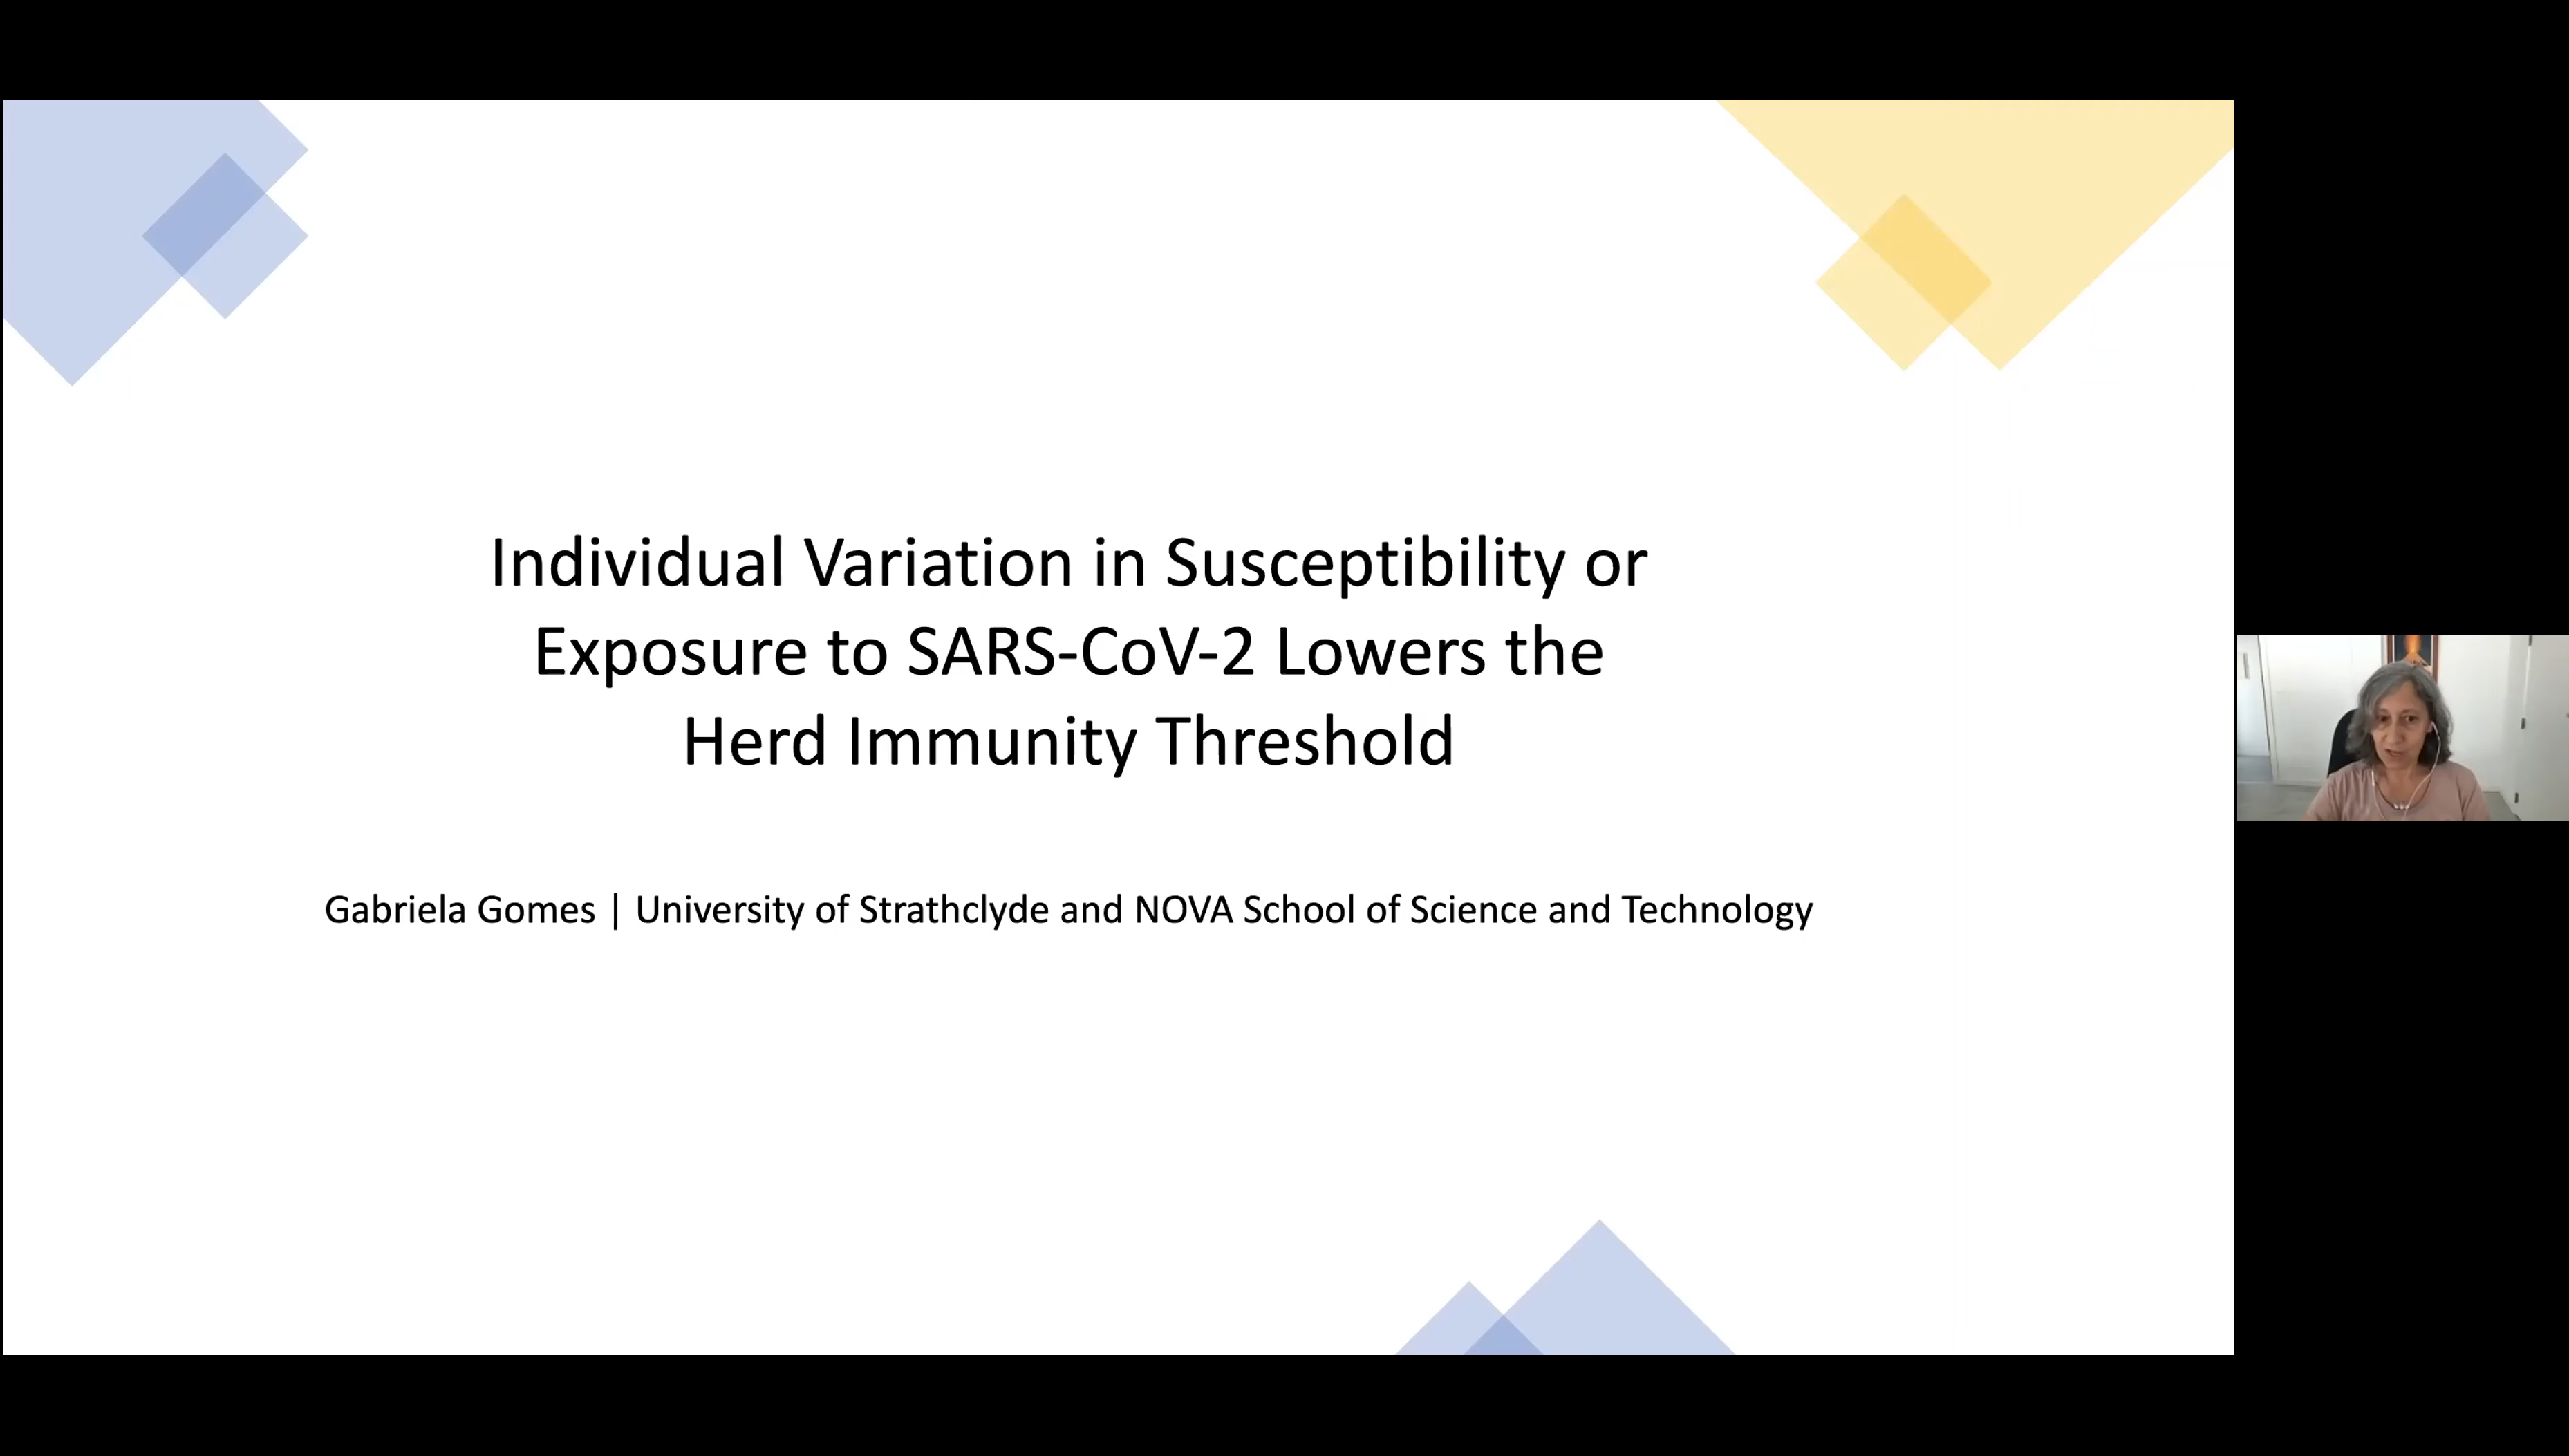 Individual Variation in Susceptibility or
Exposure to SARS-CoV-2 Lowers the
Herd Immunity Threshold
Gabriela Gomes | University of Strathclyde and NOVA School of Science and Technology